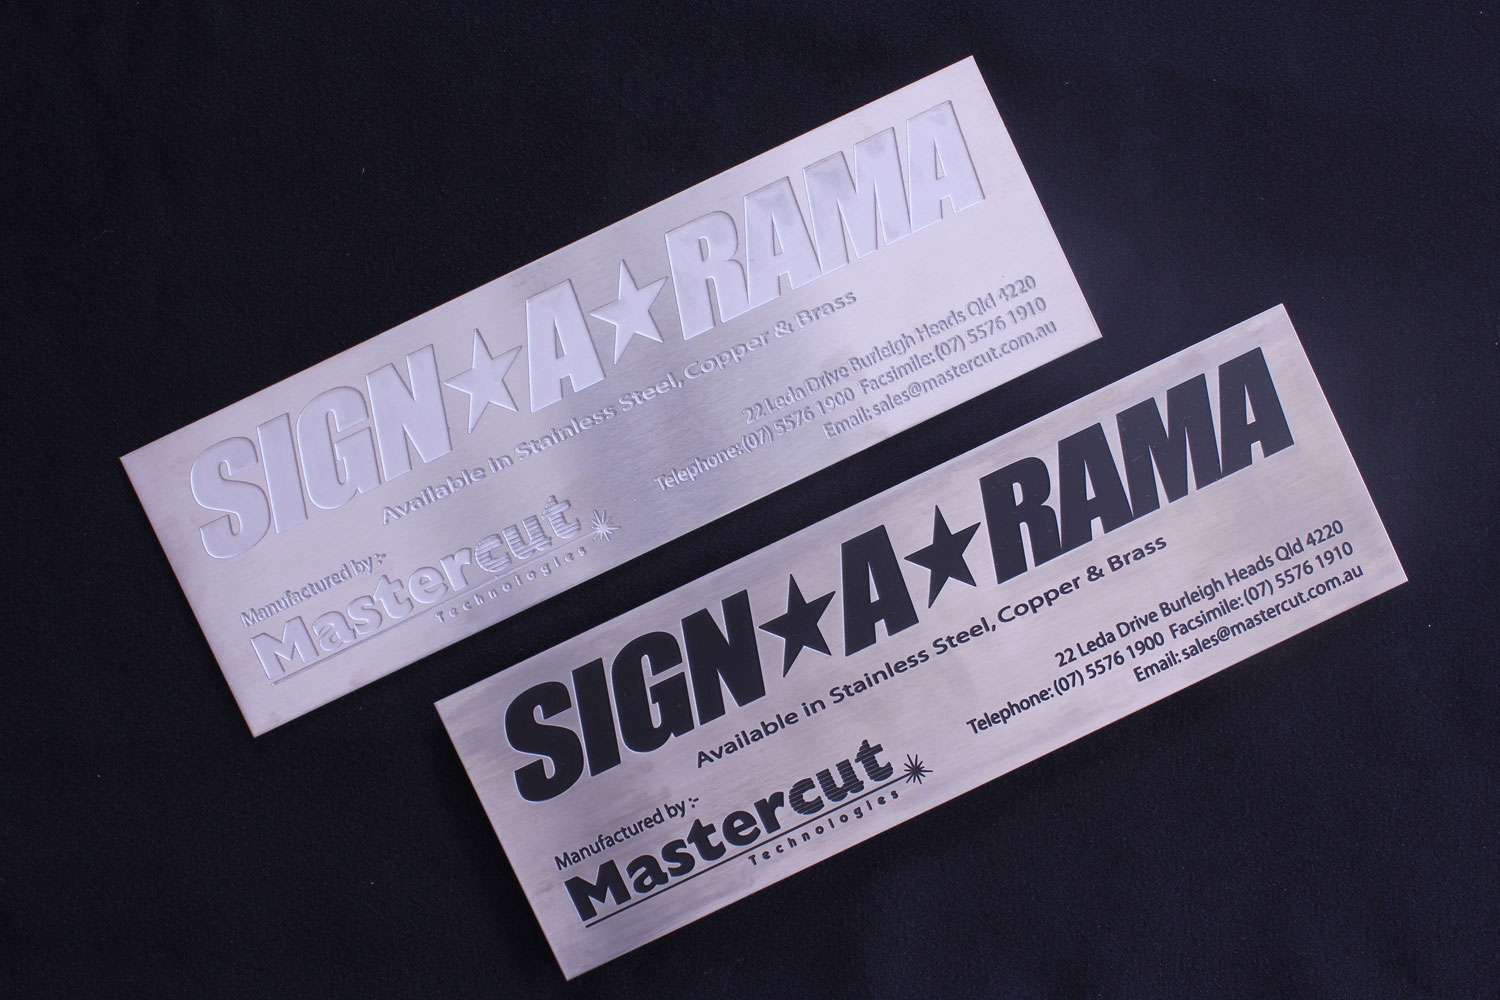 SIGN★A★RAMA
Available in Stainless Steel, Copper & Brass
22 Leda Drive Burleigh Heads Qld 4220
Telephone: (07) 5576 1900 Facsimile: (07) 5576 1910
Email: sales@mastercut.com.au
Manufactured by :-
Mastercut
Technologies
SIGN★A★RAMA
Available in Stainless Steel, Copper & Brass
22 Leda Drive Burleigh Heads Qld 4220
Telephone: (07) 5576 1900 Facsimile: (07) 5576 1910
Email: sales@mastercut.com.au
Manufactured by :-
Mastercut
Technologies